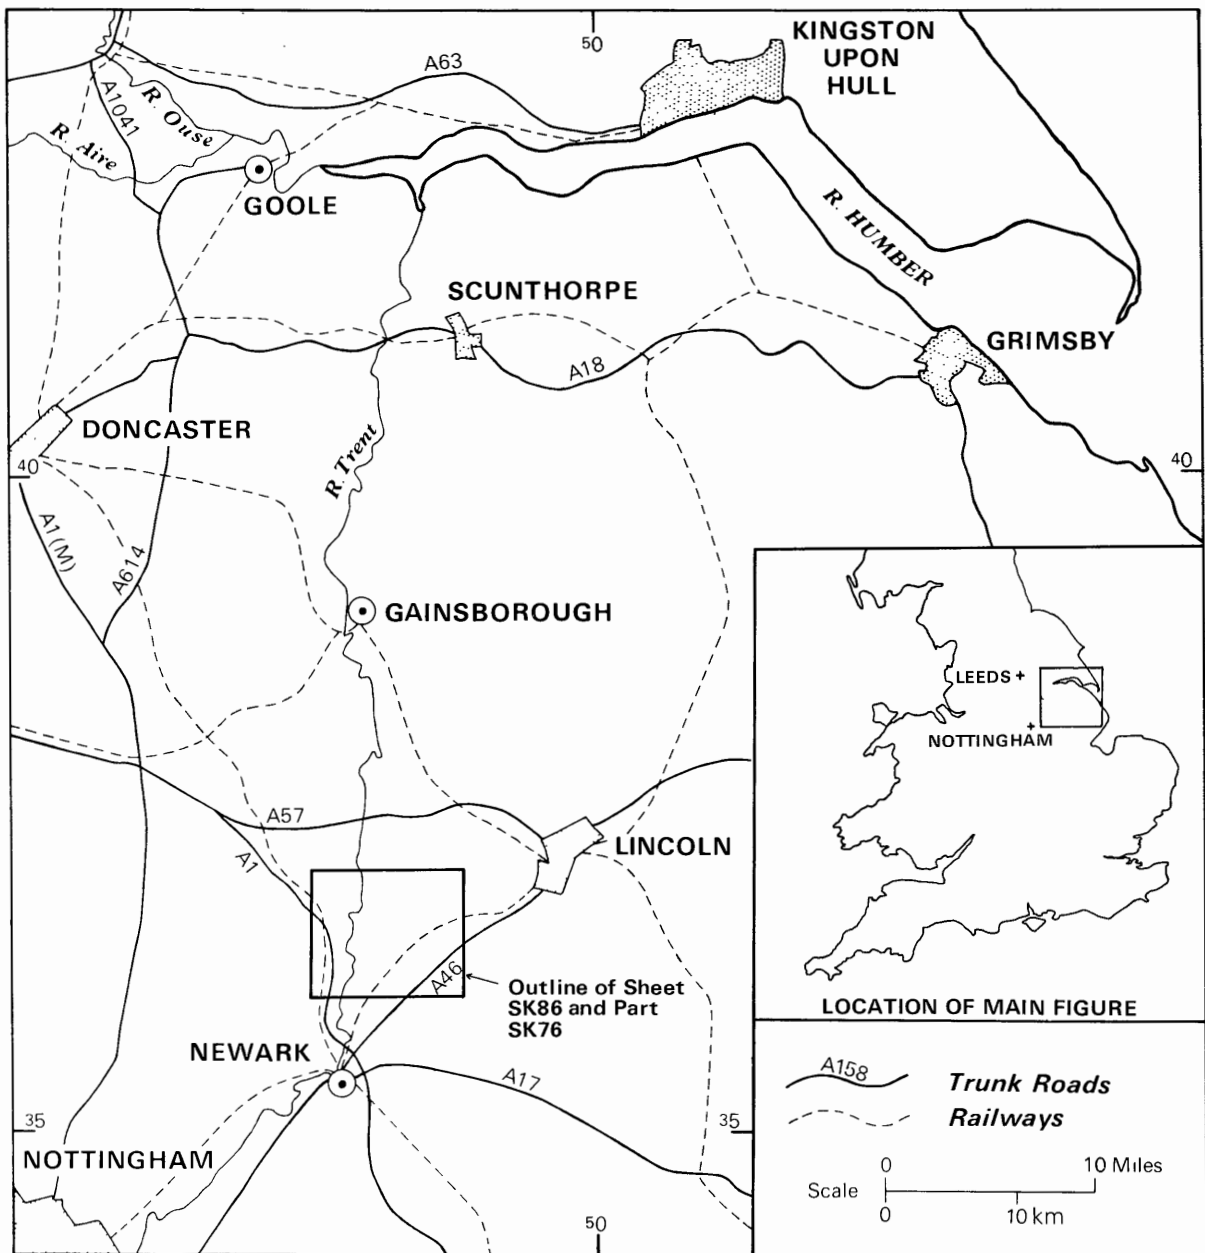 50
KINGSTON
UPON
HULL
A63
A1041
R. Ouse
R. Aire
GOOLE
R. HUMBER
SCUNTHORPE
GRIMSBY
A18
DONCASTER
R. Trent
40
40
A1(M)
A614
GAINSBOROUGH
LEEDS
NOTTINGHAM
A57
LINCOLN
A1
A46
Outline of Sheet
SK86 and Part
SK76
LOCATION OF MAIN FIGURE
NEWARK
A17
A158
Trunk Roads
Railways
35
35
NOTTINGHAM
0
10 Miles
Scale
0
10 km
50